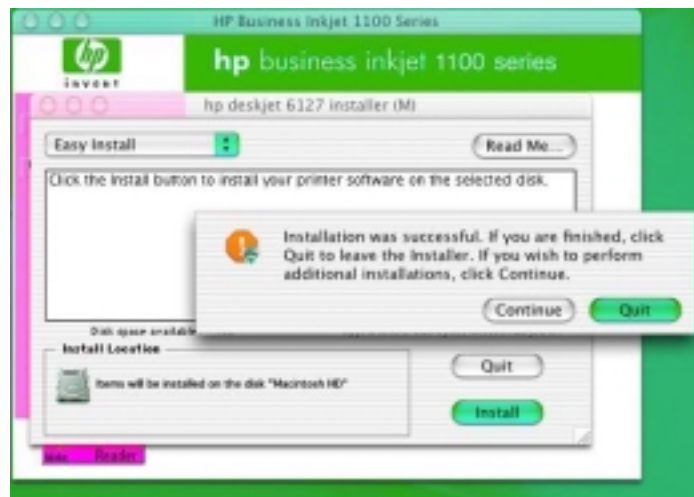 HP Business Inkjet 1100 Series
hp
invent
hp business inkjet 1100 series
hp deskjet 6127 installer (M)
Easy Install
Read Me...
Click the Install button to install your printer software on the selected disk.
Installation was successful. If you are finished, click
Quit to leave the Installer. If you wish to perform
additional installations, click Continue.
Continue
Quit
Disk space
Install Location
Items will be installed on the disk "Macintosh HD"
Quit
Install
Reader